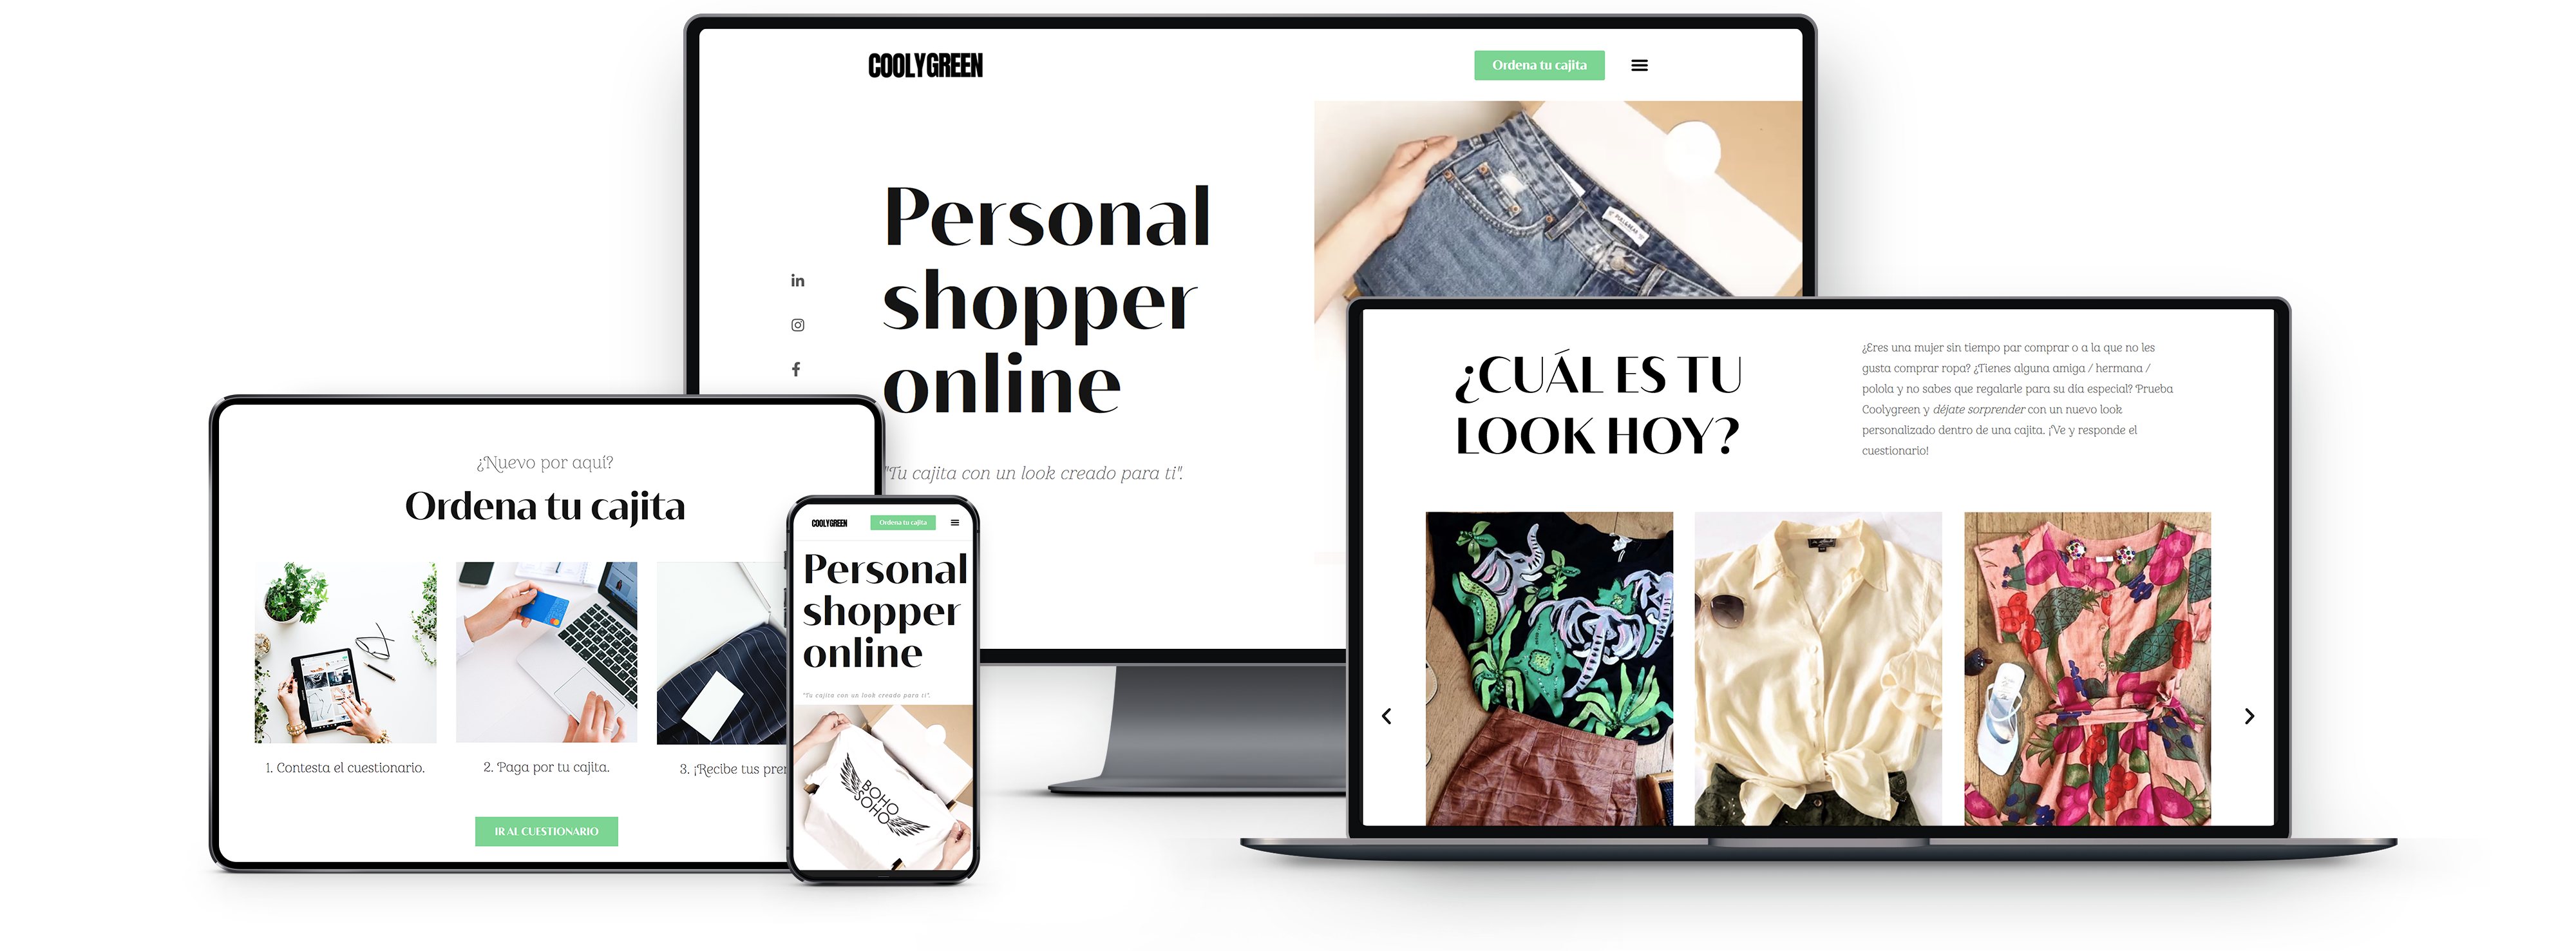 COOLYGREEN
Ordena tu cajita
Personal
shopper
online
"Tu cajita con un look creado para ti".
¿CUÁL ES TU
LOOK HOY?
¿Eres una mujer sin tiempo par comprar o a la que no les
gusta comprar ropa? ¿Tienes alguna amiga / hermana /
polola y no sabes que regalarle para su día especial? Prueba
Coolygreen y déjate sorprender con un nuevo look
personalizado dentro de una cajita. ¡Ve y responde el
cuestionario!
¿Nuevo por aquí?
Ordena tu cajita
1. Contesta el cuestionario.
2. Paga por tu cajita.
3. ¡Recibe tus pren
IR AL CUESTIONARIO
COOLYGREEN
Ordena tu cajita
Personal
shopper
online
"Tu cajita con un look creado para ti".
BOHO
SOHO